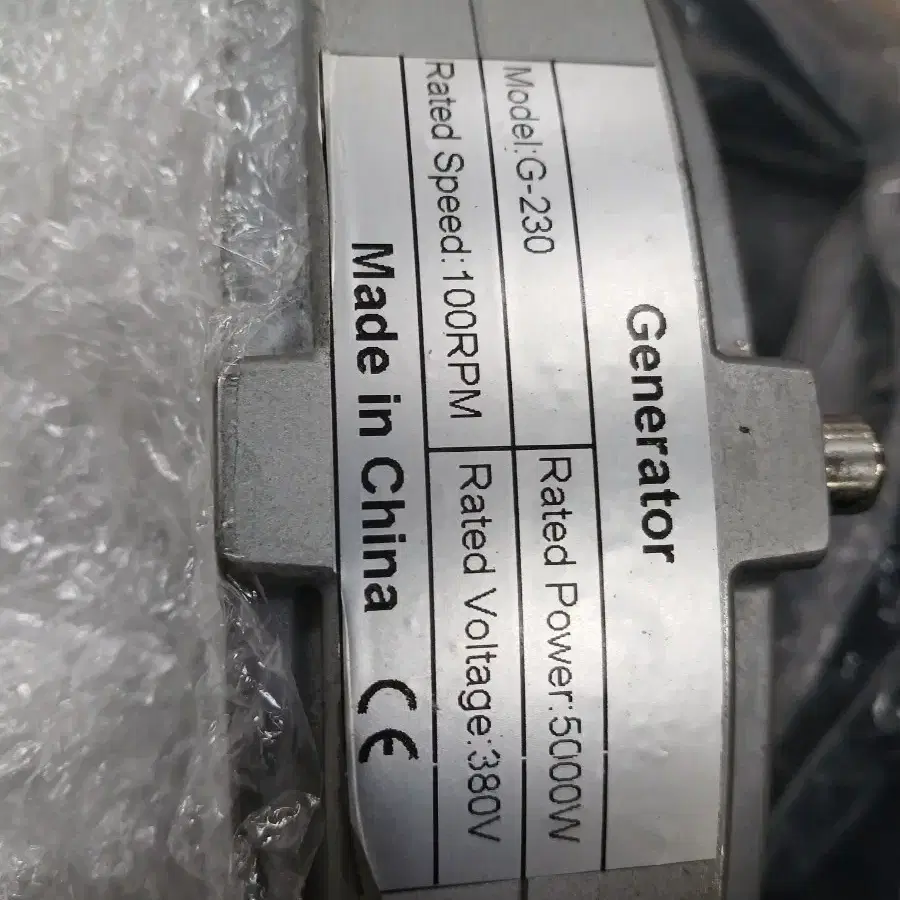 Generator
Model:G-230 Rated Power:5000W
Rated Speed:100RPM Rated Voltage:380V
Made in China CE